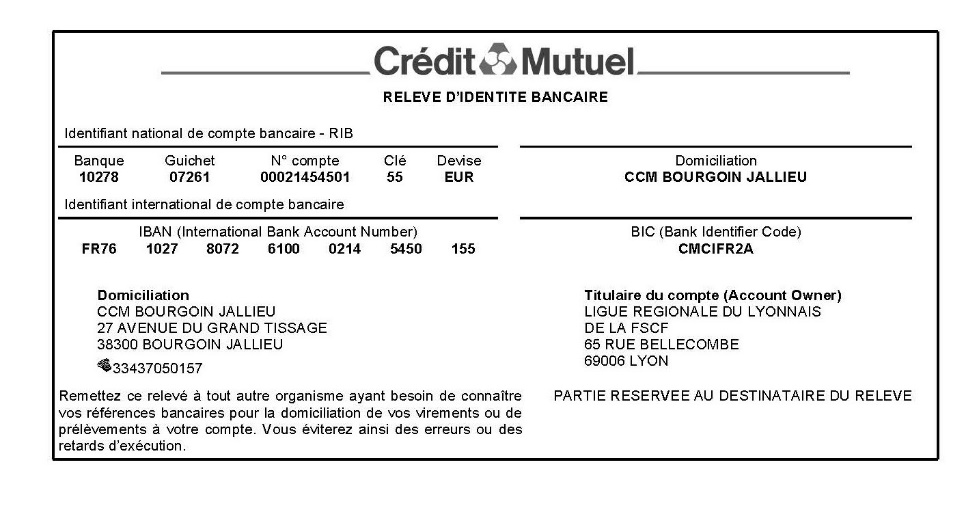 Crédit Mutuel
RELEVE D'IDENTITE BANCAIRE
Identifiant national de compte bancaire - RIB
Banque Guichet N° compte Clé Devise Domiciliation
10278 07261 00021454501 55 EUR CCM BOURGOIN JALLIEU
Identifiant international de compte bancaire
IBAN (International Bank Account Number) BIC (Bank Identifier Code)
FR76 1027 8072 6100 0214 5450 155 CMCIFR2A
Domiciliation
CCM BOURGOIN JALLIEU
27 AVENUE DU GRAND TISSAGE
38300 BOURGOIN JALLIEU
33437050157
Titulaire du compte (Account Owner)
LIGUE REGIONALE DU LYONNAIS
DE LA FSCF
65 RUE BELLECOMBE
69006 LYON
Remettez ce relevé à tout autre organisme ayant besoin de connaître
vos références bancaires pour la domiciliation de vos virements ou de
prélèvements à votre compte. Vous éviterez ainsi des erreurs ou des
retards d'exécution.
PARTIE RESERVEE AU DESTINATAIRE DU RELEVE